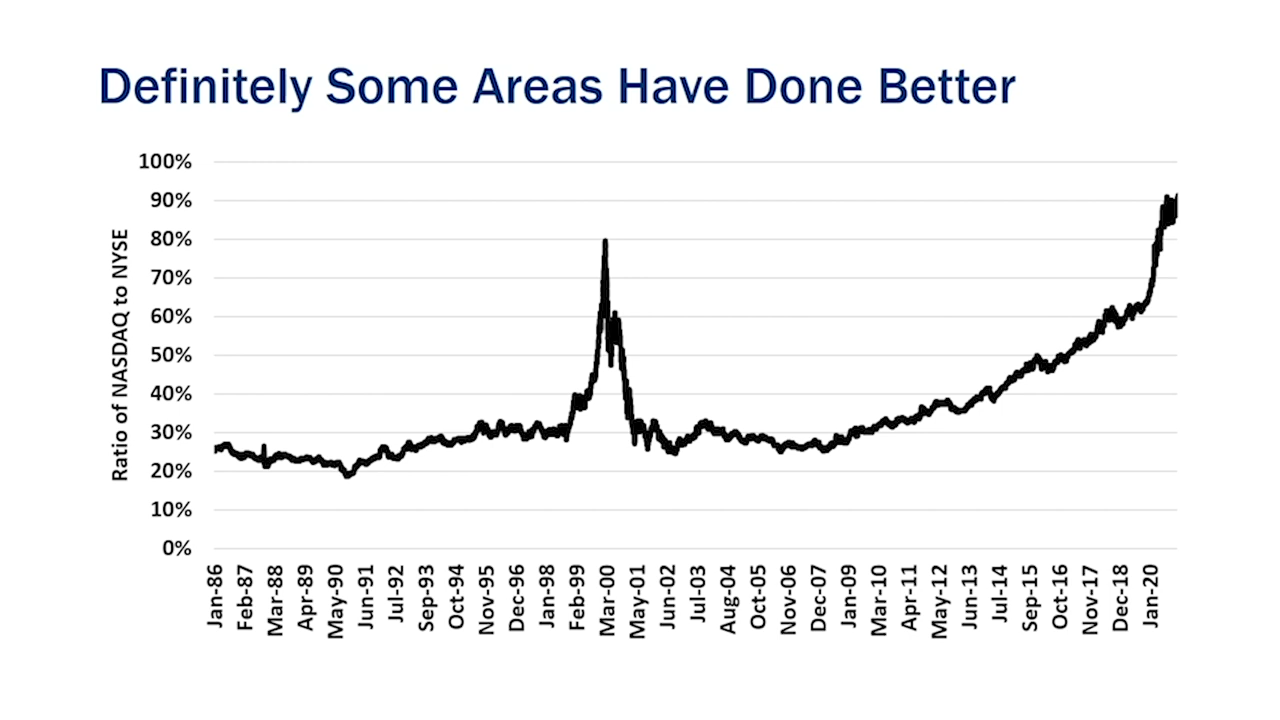 Definitely Some Areas Have Done Better
Ratio of NASDAQ to NYSE
100%
90%
80%
70%
60%
50%
40%
30%
20%
10%
0%
Jan-86
Feb-87
Mar-88
Apr-89
May-90
Jun-91
Jul-92
Sep-93
Oct-94
Nov-95
Dec-96
Jan-98
Feb-99
Mar-00
May-01
Jun-02
Jul-03
Aug-04
Oct-05
Nov-06
Dec-07
Jan-09
Mar-10
Apr-11
May-12
Jun-13
Jul-14
Sep-15
Oct-16
Nov-17
Dec-18
Jan-20